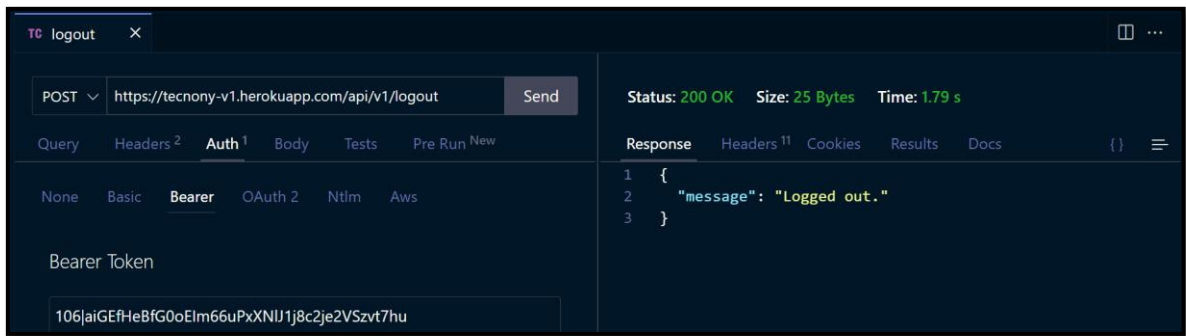 TC logout ×
POST https://tecnony-v1.herokuapp.com/api/v1/logout Send
Query Headers 2 Auth 1 Body Tests Pre Run New
None Basic Bearer OAuth 2 Ntlm Aws
Bearer Token
106|aiGEfHeBfG0oEIm66uPxXNlJ1j8c2je2VSzvt7hu
Status: 200 OK Size: 25 Bytes Time: 1.79 s
Response Headers 11 Cookies Results Docs {}
1 {
2 "message": "Logged out."
3 }